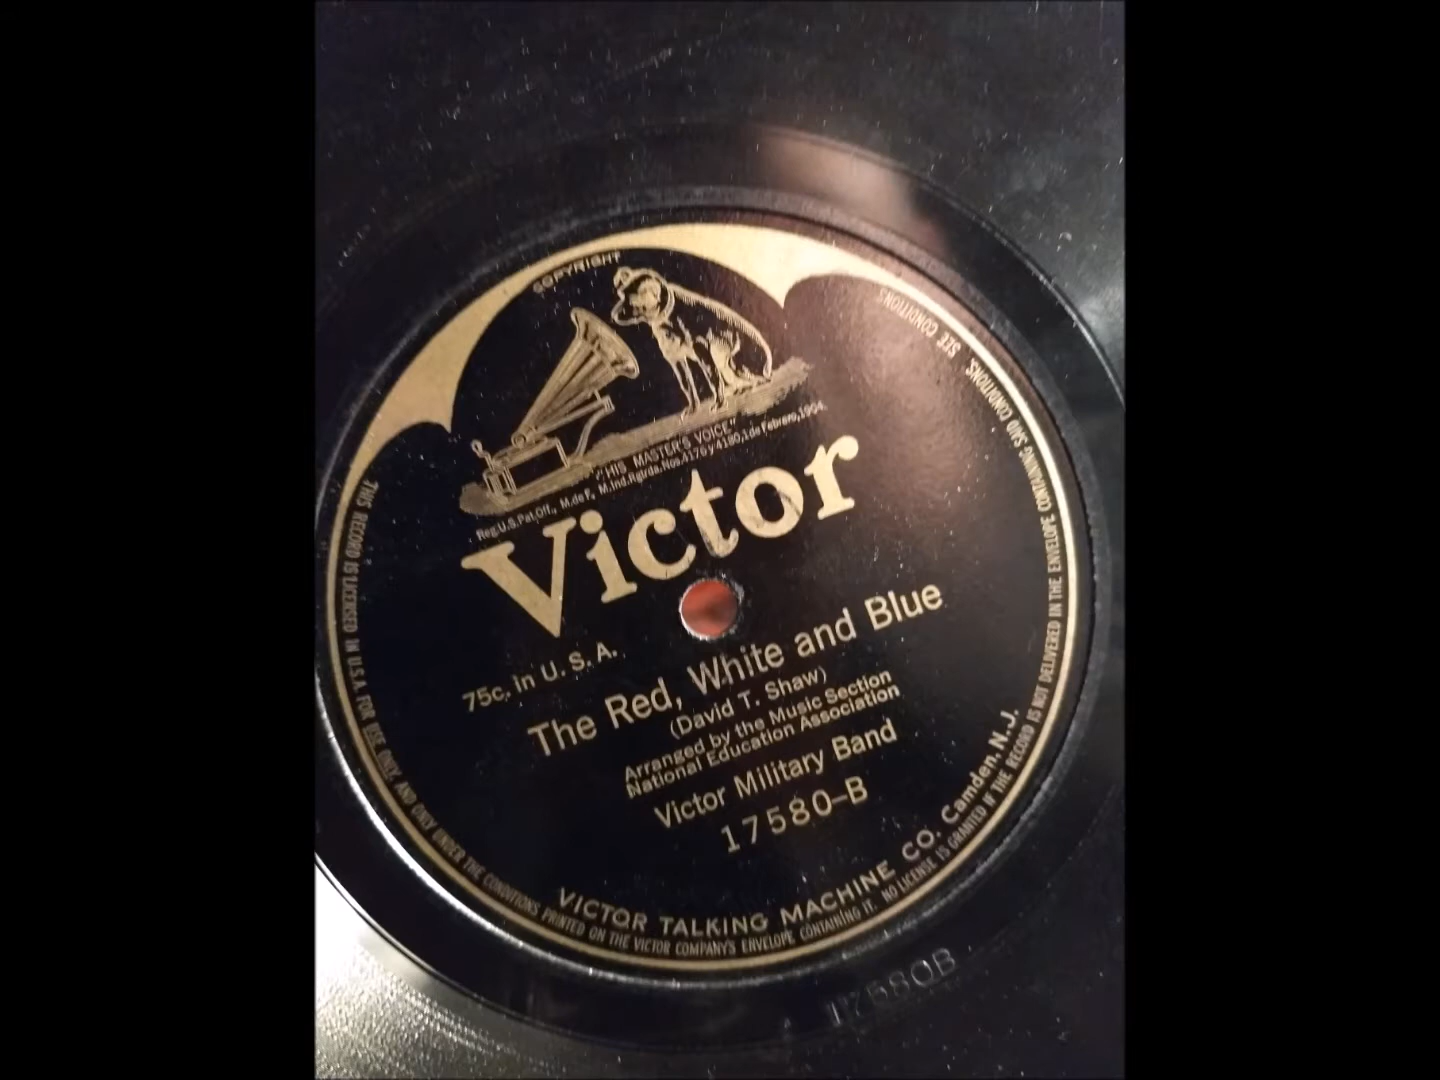 COPYRIGHT
"HIS MASTER'S VOICE"
Reg.U.S.Pat.Off., M.de F. M.Ind.Rgtrda.Nos.4176 y 4180,1 de Febrero,1904.
Victor
75c. in U. S. A.
The Red, White and Blue
(David T. Shaw)
Arranged by the Music Section
National Education Association
Victor Military Band
17580–B
VICTOR TALKING MACHINE CO. Camden, N.J.
THIS RECORD IS LICENSED IN U.S.A. FOR USE ONLY, AND ONLY UNDER THE CONDITIONS PRINTED ON THE VICTOR COMPANY'S ENVELOPE CONTAINING IT. NO LICENSE IS GRANTED IF THE RECORD IS NOT DELIVERED IN THE ENVELOPE CONTAINING SAID CONDITIONS. SEE CONDITIONS
17580B